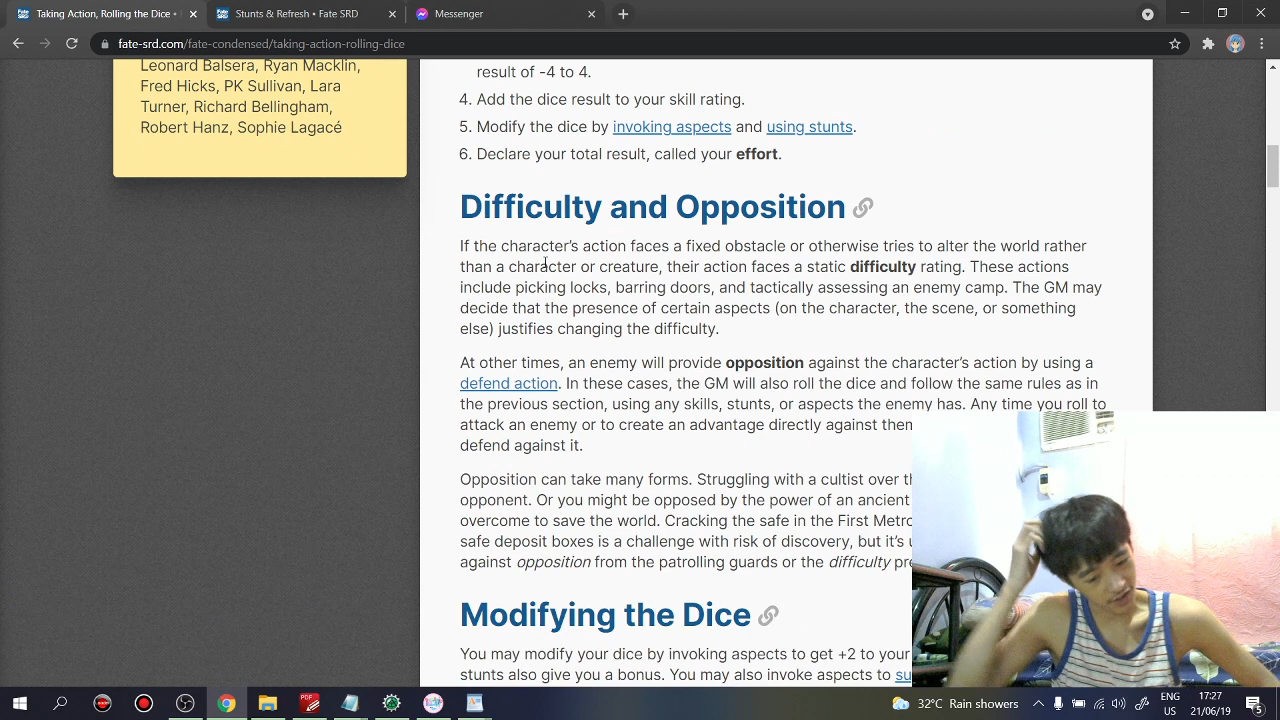 Taking Action, Rolling the Dice •
Stunts & Refresh • Fate SRD
Messenger
fate-srd.com/fate-condensed/taking-action-rolling-dice
Leonard Balsera, Ryan Macklin,
Fred Hicks, PK Sullivan, Lara
Turner, Richard Bellingham,
Robert Hanz, Sophie Lagacé
result of -4 to 4.
4. Add the dice result to your skill rating.
5. Modify the dice by invoking aspects and using stunts.
6. Declare your total result, called your effort.
Difficulty and Opposition
If the character's action faces a fixed obstacle or otherwise tries to alter the world rather
than a character or creature, their action faces a static difficulty rating. These actions
include picking locks, barring doors, and tactically assessing an enemy camp. The GM may
decide that the presence of certain aspects (on the character, the scene, or something
else) justifies changing the difficulty.
At other times, an enemy will provide opposition against the character's action by using a
defend action. In these cases, the GM will also roll the dice and follow the same rules as in
the previous section, using any skills, stunts, or aspects the enemy has. Any time you roll to
attack an enemy or to create an advantage directly against them
defend against it.
Opposition can take many forms. Struggling with a cultist over th
opponent. Or you might be opposed by the power of an ancient
overcome to save the world. Cracking the safe in the First Metro
safe deposit boxes is a challenge with risk of discovery, but it's u
against opposition from the patrolling guards or the difficulty pre
Modifying the Dice
You may modify your dice by invoking aspects to get +2 to your
stunts also give you a bonus. You may also invoke aspects to su
32°C Rain showers
ENG
US
17:27
21/06/19
5